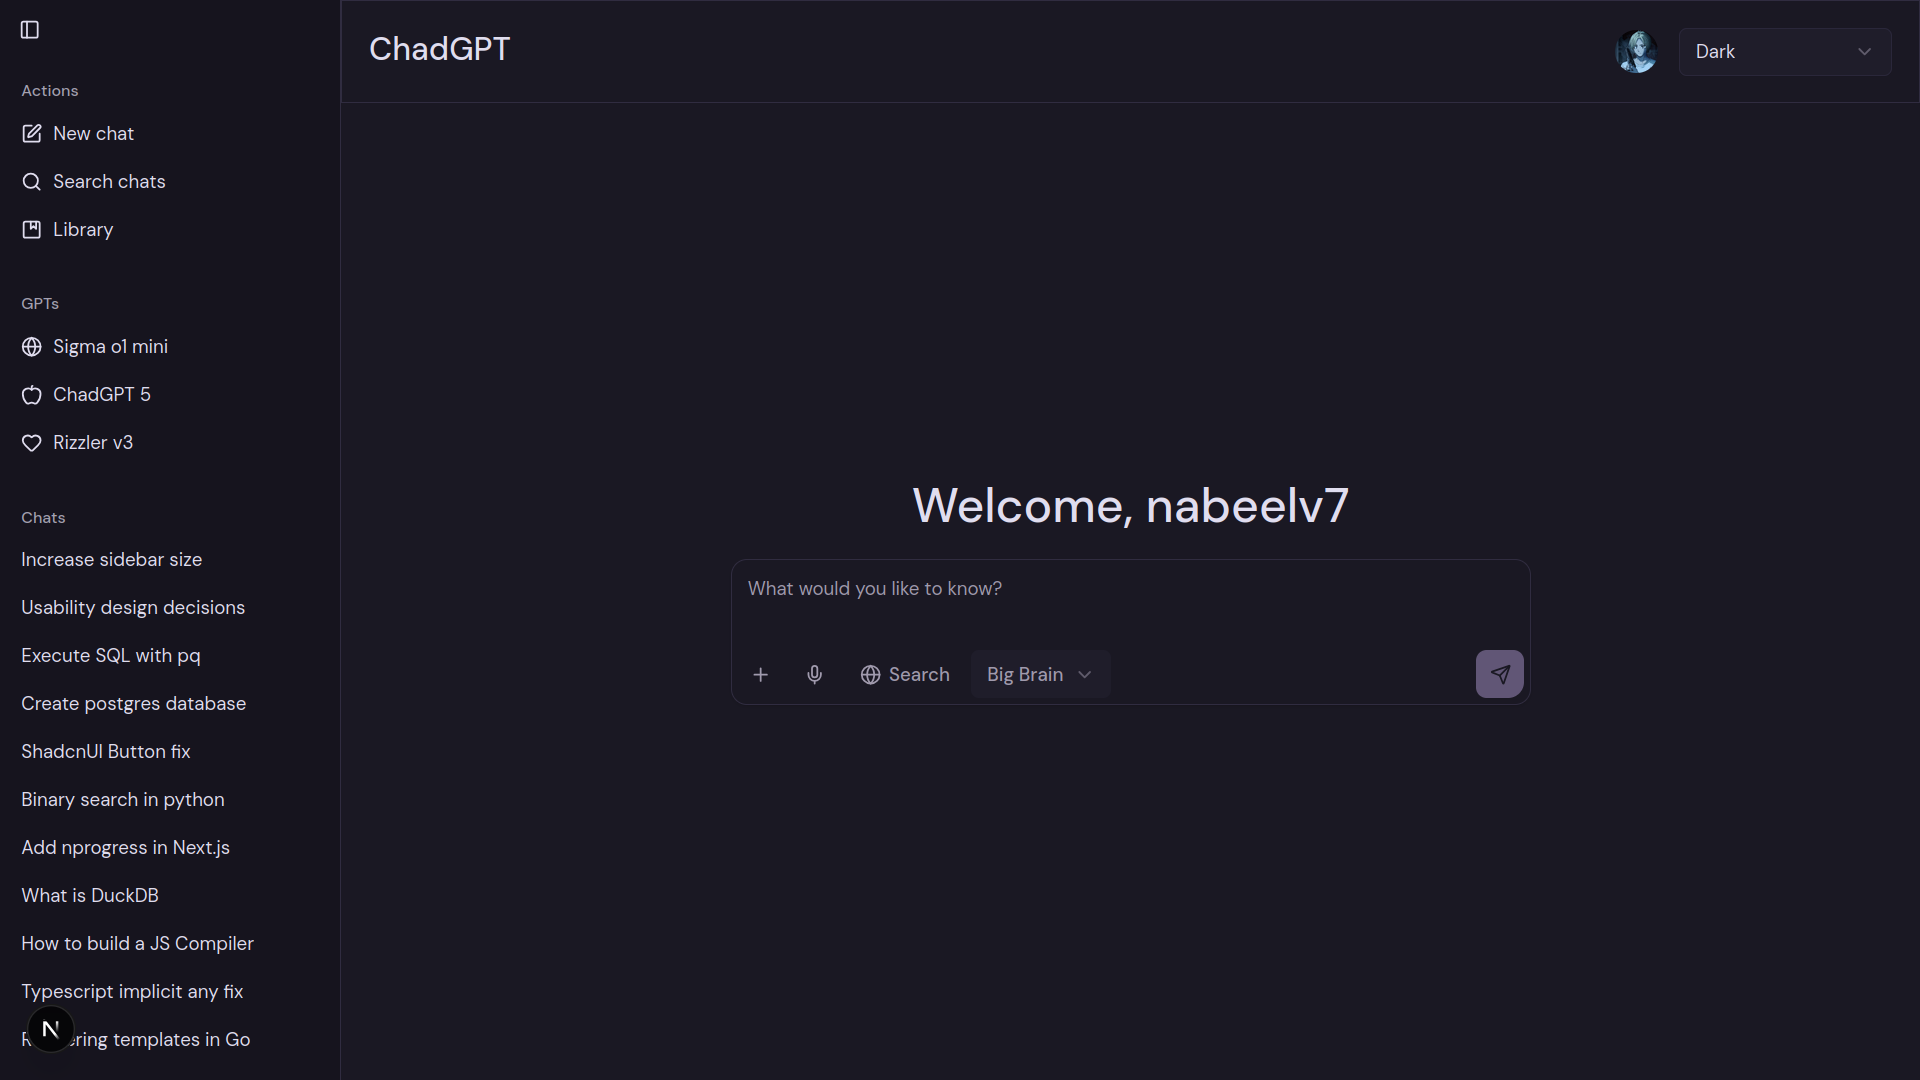 Actions
New chat
Search chats
Library
GPTs
Sigma o1 mini
ChadGPT 5
Rizzler v3
Chats
Increase sidebar size
Usability design decisions
Execute SQL with pq
Create postgres database
ShadcnUI Button fix
Binary search in python
Add nprogress in Next.js
What is DuckDB
How to build a JS Compiler
Typescript implicit any fix
templates in Go
N
ChadGPT
Dark
Welcome, nabeelv7
What would you like to know?
Search
Big Brain